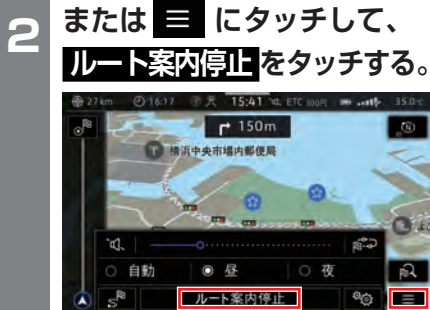 2
または ☰ にタッチして、
ルート案内停止をタッチする。
27km 16:17 15:41 ETC 35.0℃
150m
横浜中央市場内郵便局
自動 昼 夜
ルート案内停止